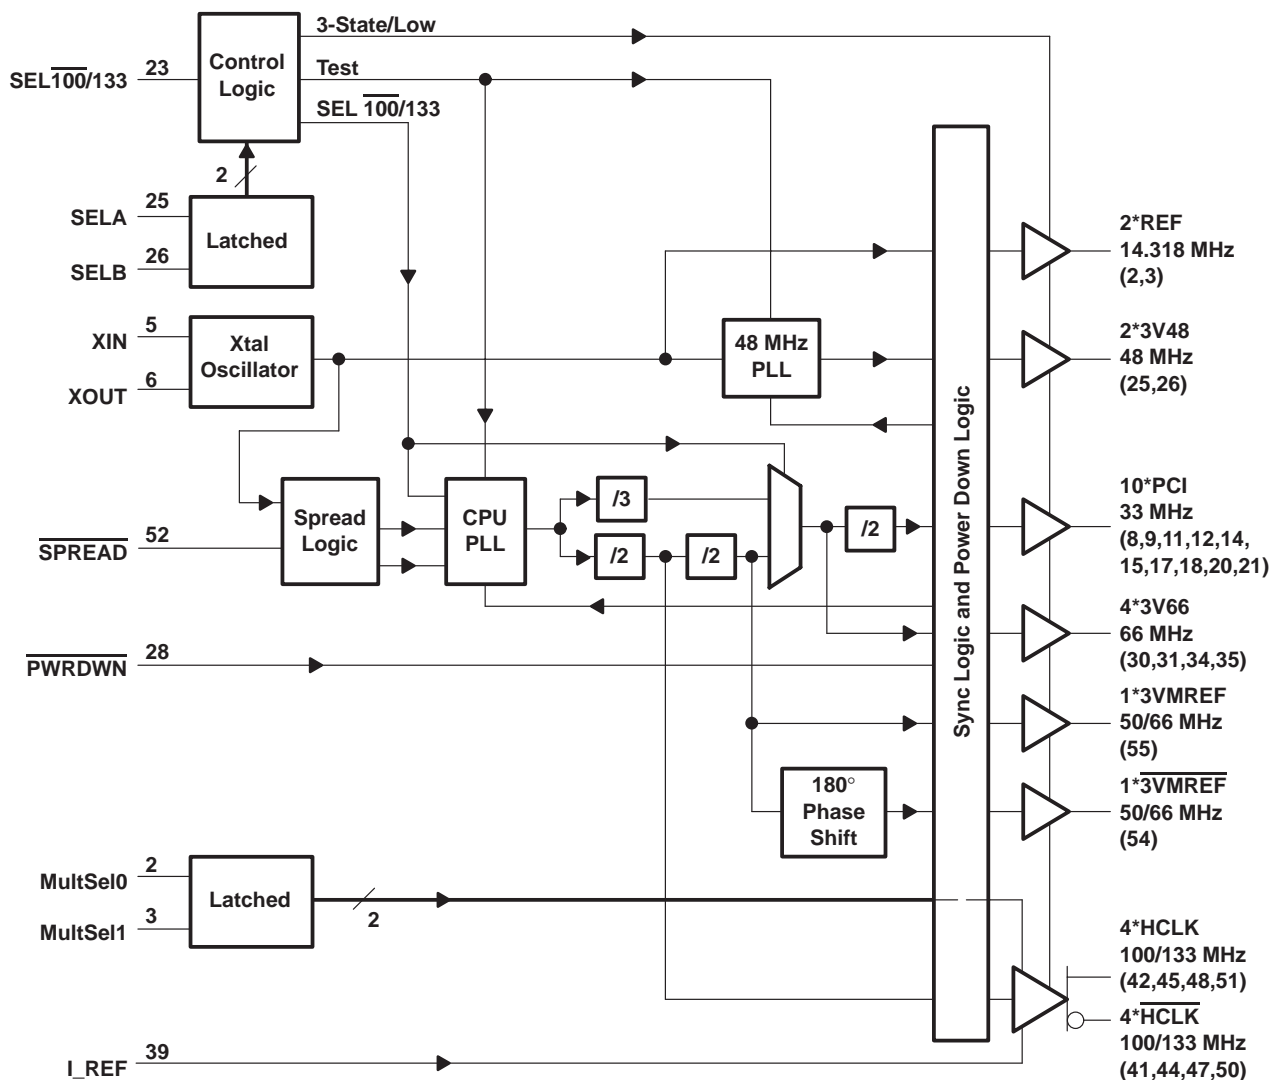 3-State/Low
Control
Logic
SEL100/133
23
Test
SEL 100/133
2
SELA
25
Latched
SELB
26
2*REF
14.318 MHz
(2,3)
XIN
5
Xtal
Oscillator
XOUT
6
48 MHz
PLL
2*3V48
48 MHz
(25,26)
Sync Logic and Power Down Logic
Spread
Logic
CPU
PLL
/3
/2
/2
/2
SPREAD
52
10*PCI
33 MHz
(8,9,11,12,14,
15,17,18,20,21)
4*3V66
66 MHz
(30,31,34,35)
PWRDWN
28
1*3VMREF
50/66 MHz
(55)
180°
Phase
Shift
1*3VMREF
50/66 MHz
(54)
MultSel0
2
Latched
2
MultSel1
3
4*HCLK
100/133 MHz
(42,45,48,51)
4*HCLK
100/133 MHz
(41,44,47,50)
I_REF
39